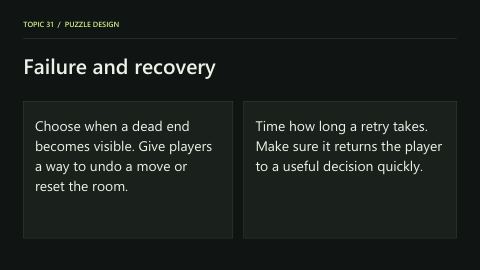 TOPIC 31 / PUZZLE DESIGN
Failure and recovery
Choose when a dead end
becomes visible. Give players
a way to undo a move or
reset the room.
Time how long a retry takes.
Make sure it returns the player
to a useful decision quickly.